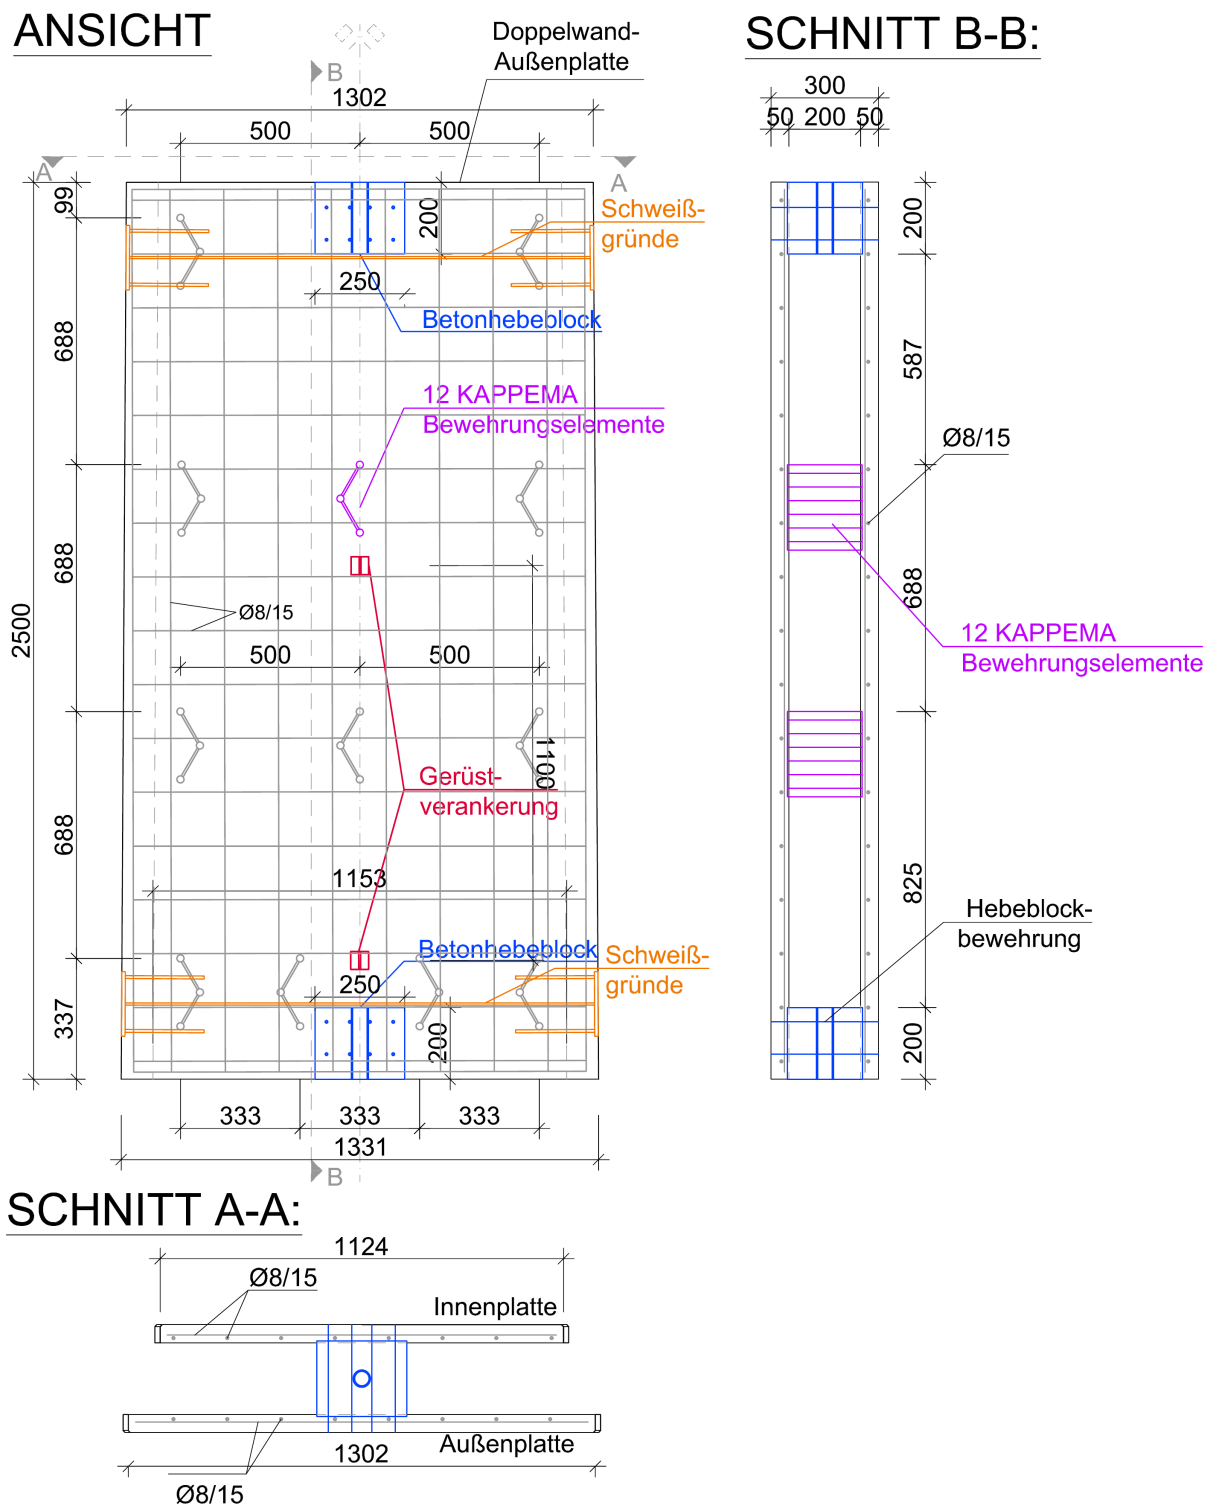 ANSICHT
SCHNITT B-B:
Doppelwand-
Außenplatte
B
1302
500
500
A
A
99
200
Schweiß-
gründe
250
Betonhebeblock
688
12 KAPPEMA
Bewehrungselemente
688
2500
Ø8/15
500
500
1100
Gerüst-
verankerung
688
1153
Betonhebeblock
Schweiß-
gründe
250
337
200
333
333
333
1331
B
300
50
200
50
200
587
Ø8/15
688
12 KAPPEMA
Bewehrungselemente
825
Hebeblock-
bewehrung
200
SCHNITT A-A:
1124
Ø8/15
Innenplatte
Außenplatte
1302
Ø8/15